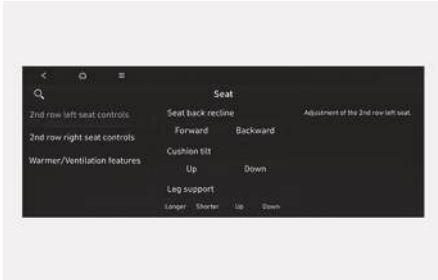 Seat
2nd row left seat controls
2nd row right seat controls
Warmer/Ventilation features
Seat back recline
Forward Backward
Cushion tilt
Up Down
Leg support
Longer Shorter Up Down
Adjustment of the 2nd row left seat.